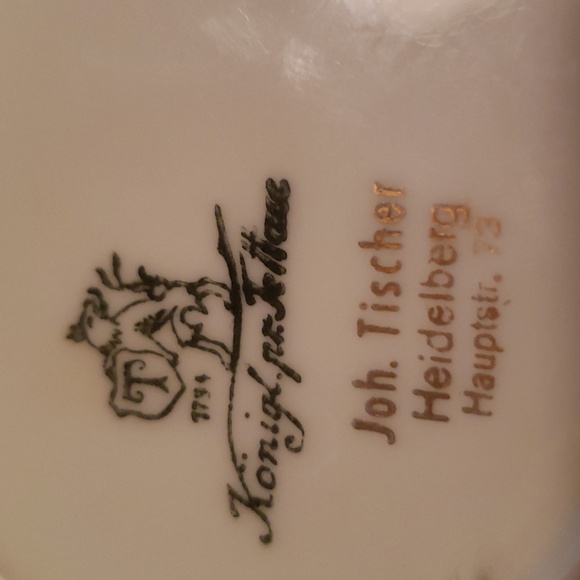 T
1794
Königl. pr. Tettau
Joh. Tischer
Heidelberg
Hauptstr. 73